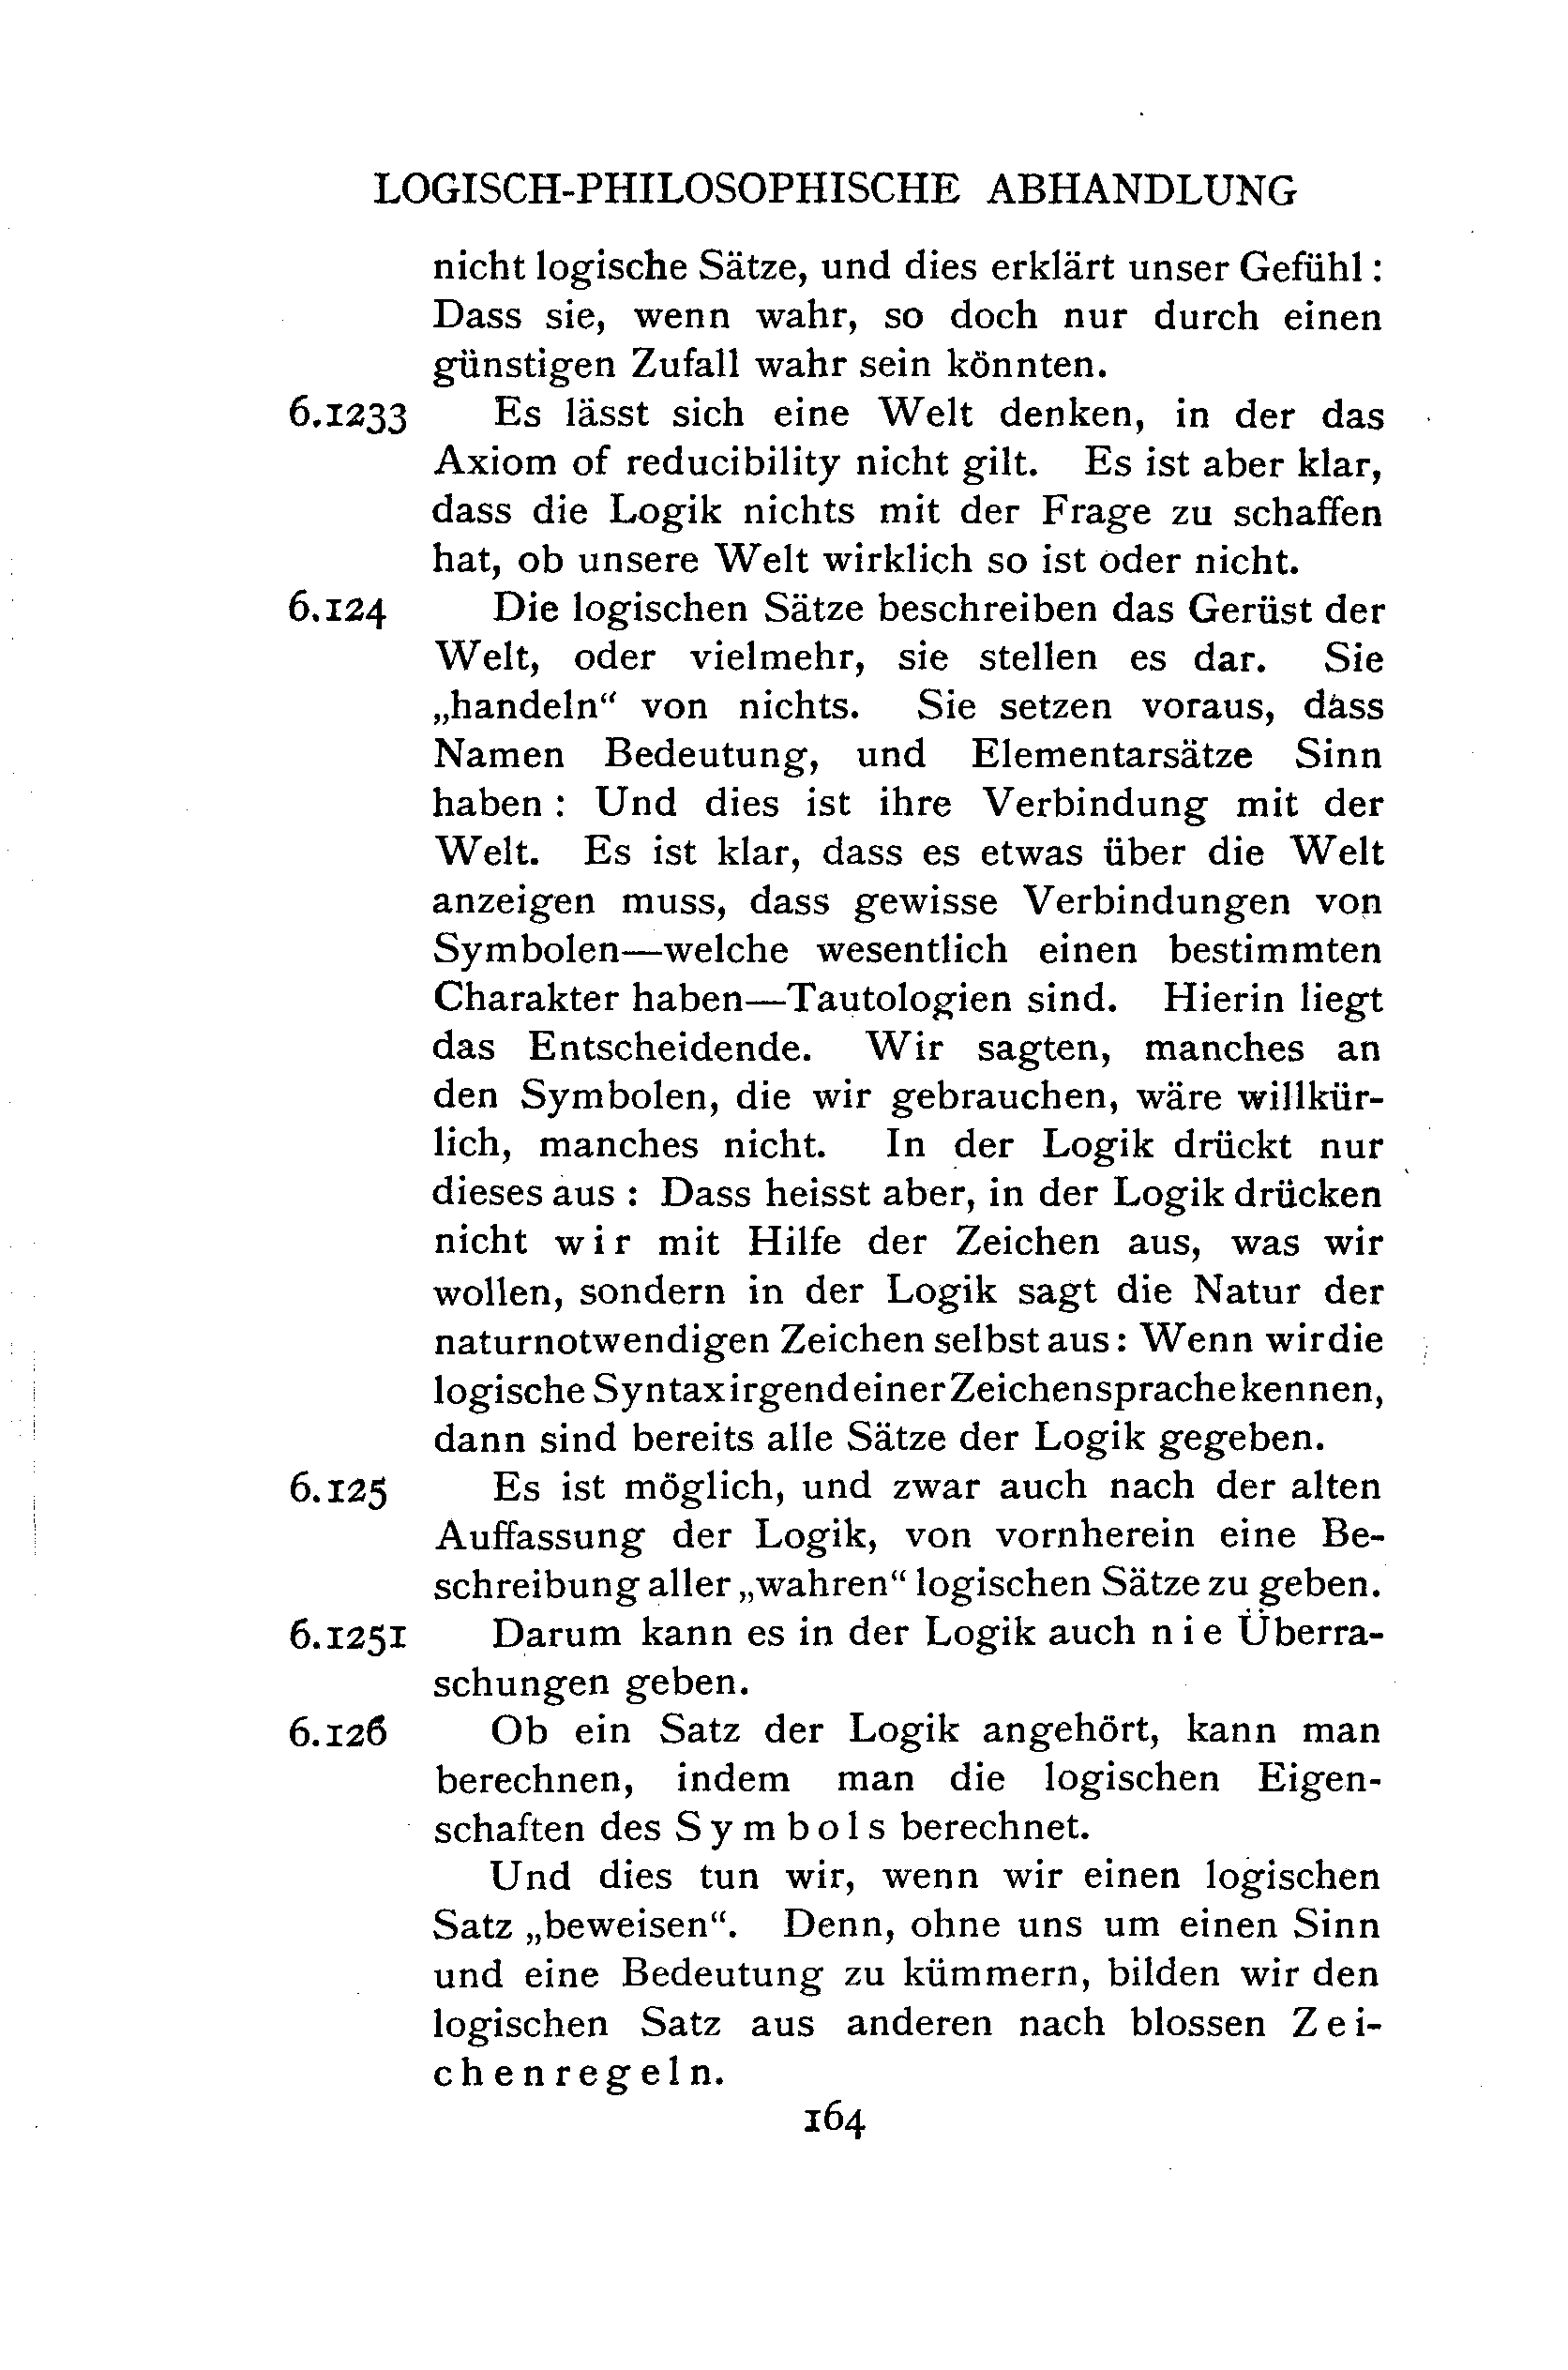 LOGISCH-PHILOSOPHISCHE ABHANDLUNG
nicht logische Sätze, und dies erklärt unser Gefühl :
Dass sie, wenn wahr, so doch nur durch einen
günstigen Zufall wahr sein könnten.
6.1233 Es lässt sich eine Welt denken, in der das
Axiom of reducibility nicht gilt. Es ist aber klar,
dass die Logik nichts mit der Frage zu schaffen
hat, ob unsere Welt wirklich so ist oder nicht.
6.124 Die logischen Sätze beschreiben das Gerüst der
Welt, oder vielmehr, sie stellen es dar. Sie
„handeln“ von nichts. Sie setzen voraus, dass
Namen Bedeutung, und Elementarsätze Sinn
haben : Und dies ist ihre Verbindung mit der
Welt. Es ist klar, dass es etwas über die Welt
anzeigen muss, dass gewisse Verbindungen von
Symbolen—welche wesentlich einen bestimmten
Charakter haben—Tautologien sind. Hierin liegt
das Entscheidende. Wir sagten, manches an
den Symbolen, die wir gebrauchen, wäre willkür-
lich, manches nicht. In der Logik drückt nur
dieses aus : Dass heisst aber, in der Logik drücken
nicht w i r mit Hilfe der Zeichen aus, was wir
wollen, sondern in der Logik sagt die Natur der
naturnotwendigen Zeichen selbst aus: Wenn wir die
logische Syntax irgend einer Zeichensprache kennen,
dann sind bereits alle Sätze der Logik gegeben.
6.125 Es ist möglich, und zwar auch nach der alten
Auffassung der Logik, von vornherein eine Be-
schreibung aller „wahren“ logischen Sätze zu geben.
6.1251 Darum kann es in der Logik auch n i e Überra-
schungen geben.
6.126 Ob ein Satz der Logik angehört, kann man
berechnen, indem man die logischen Eigen-
schaften des S y m b o l s berechnet.
Und dies tun wir, wenn wir einen logischen
Satz „beweisen“. Denn, ohne uns um einen Sinn
und eine Bedeutung zu kümmern, bilden wir den
logischen Satz aus anderen nach blossen Z e i-
c h e n r e g e l n.
164